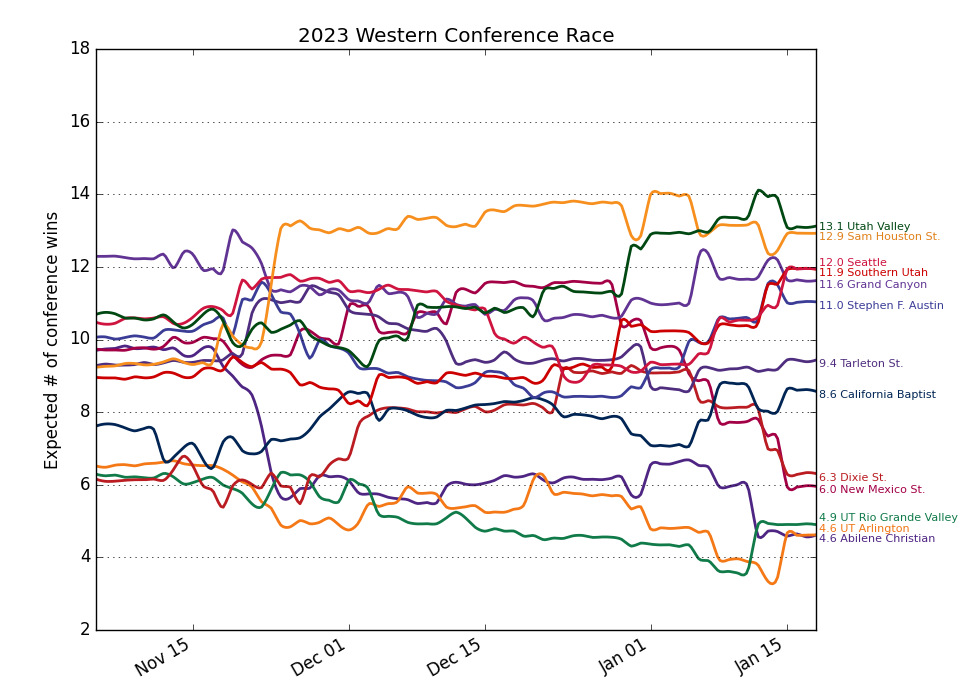 2023 Western Conference Race
Expected # of conference wins
18
16
14
12
10
8
6
4
2
Nov 15
Dec 01
Dec 15
Jan 01
Jan 15
13.1 Utah Valley
12.9 Sam Houston St.
12.0 Seattle
11.9 Southern Utah
11.6 Grand Canyon
11.0 Stephen F. Austin
9.4 Tarleton St.
8.6 California Baptist
6.3 Dixie St.
6.0 New Mexico St.
4.9 UT Rio Grande Valley
4.6 UT Arlington
4.6 Abilene Christian